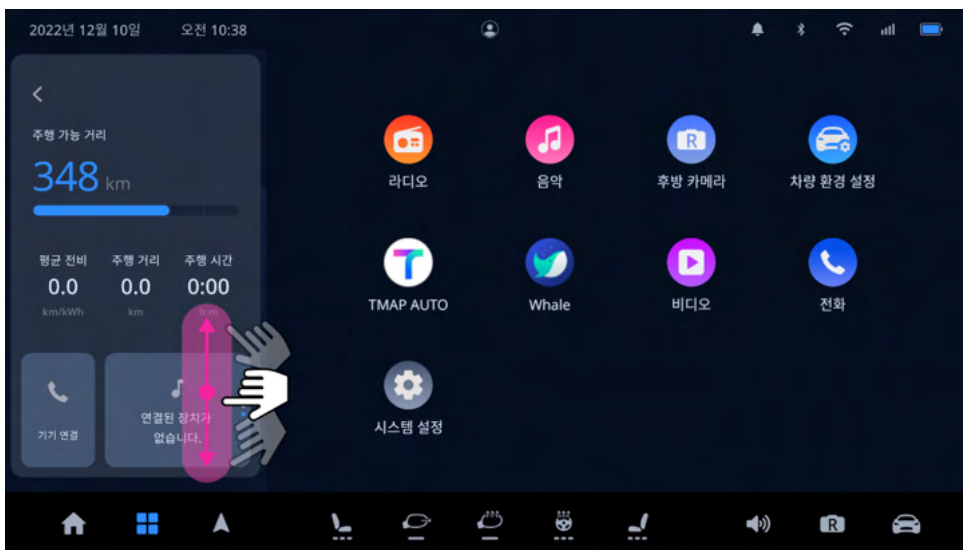 2022년 12월 10일 오전 10:38
주행 가능 거리
348 km
평균 전비 주행 거리 주행 시간
0.0 0.0 0:00
km/kWh km h:m
기기 연결
연결된 장치가
없습니다.
라디오 음악 후방 카메라 차량 환경 설정
TMAP AUTO Whale 비디오 전화
시스템 설정
R
R